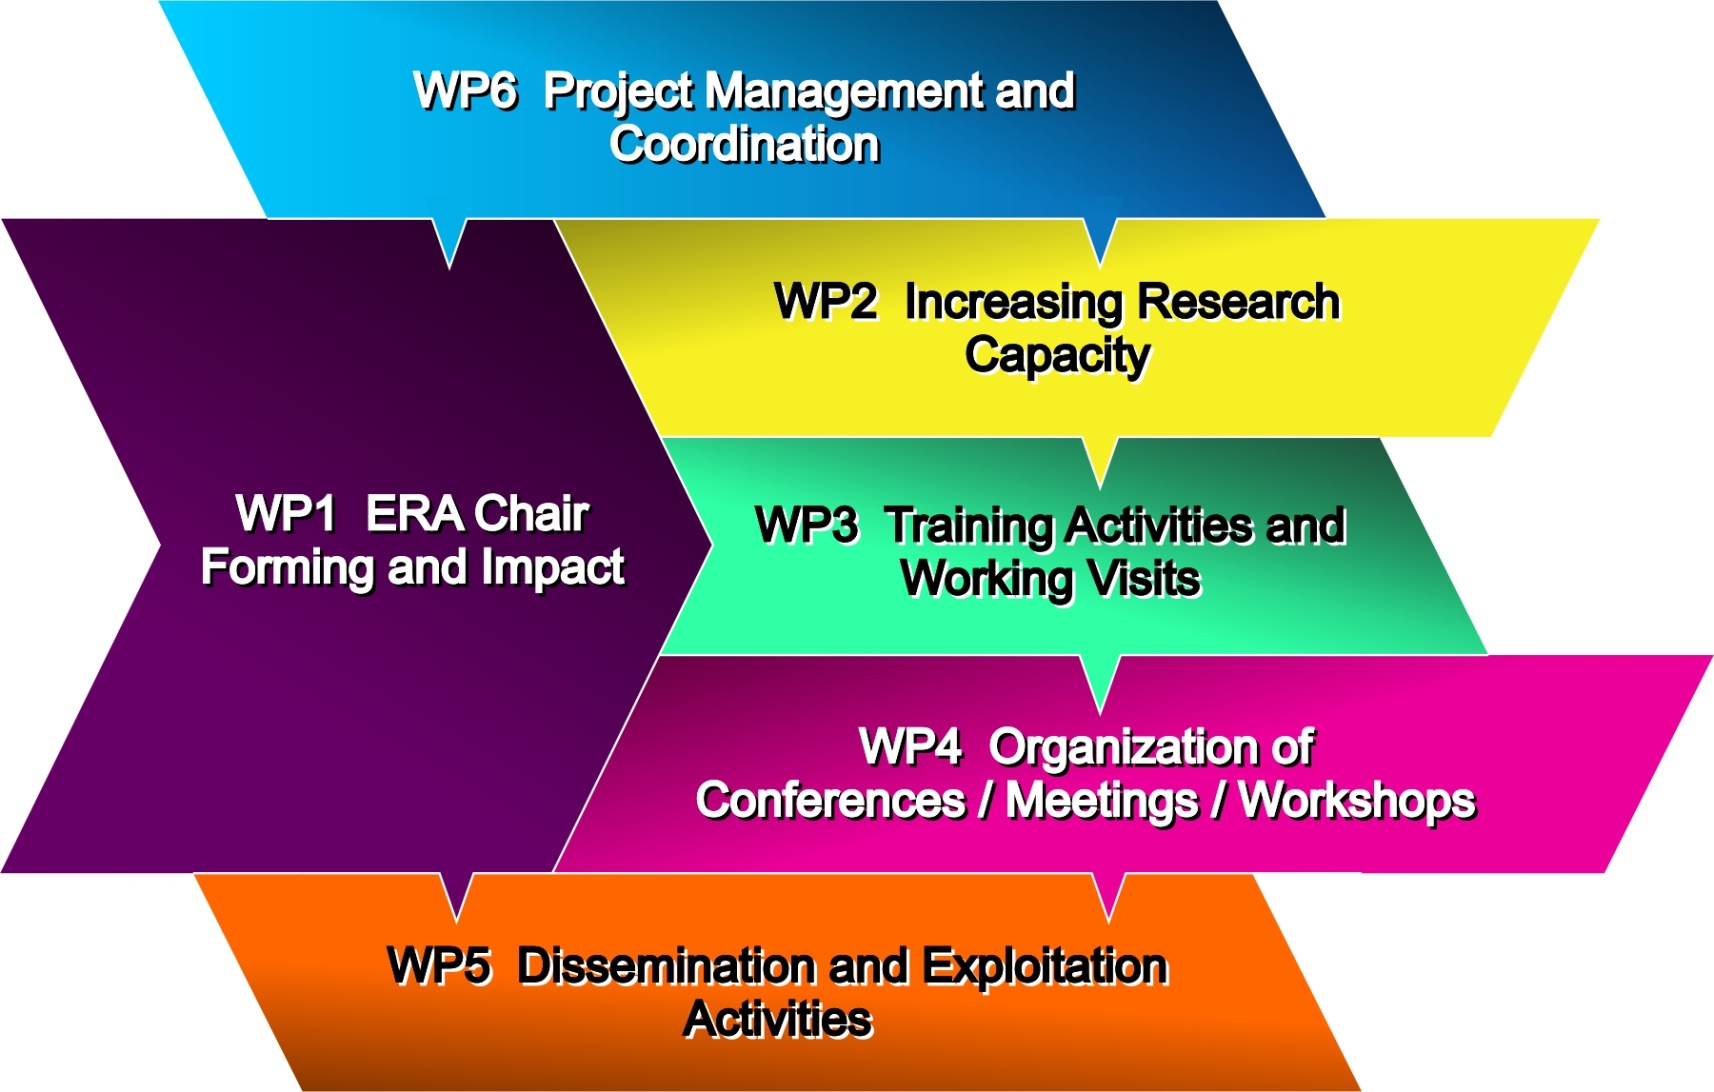 WP6 Project Management and
Coordination
WP2 Increasing Research
Capacity
WP1 ERA Chair
Forming and Impact
WP3 Training Activities and
Working Visits
WP4 Organization of
Conferences / Meetings / Workshops
WP5 Dissemination and Exploitation
Activities